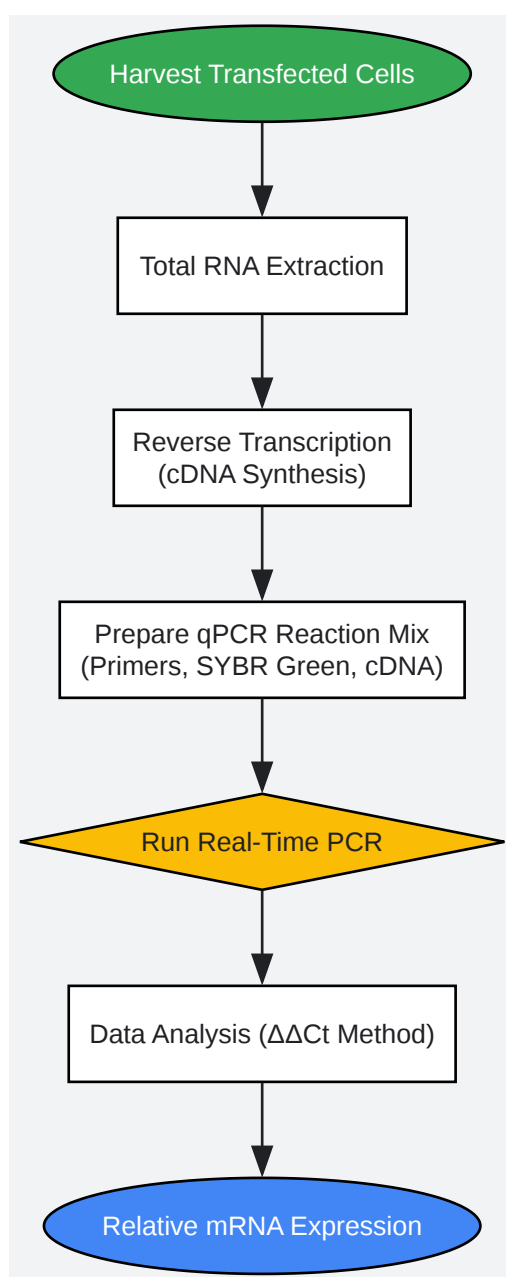 Harvest Transfected Cells
Total RNA Extraction
Reverse Transcription
(cDNA Synthesis)
Prepare qPCR Reaction Mix
(Primers, SYBR Green, cDNA)
Run Real-Time PCR
Data Analysis (ΔΔCt Method)
Relative mRNA Expression